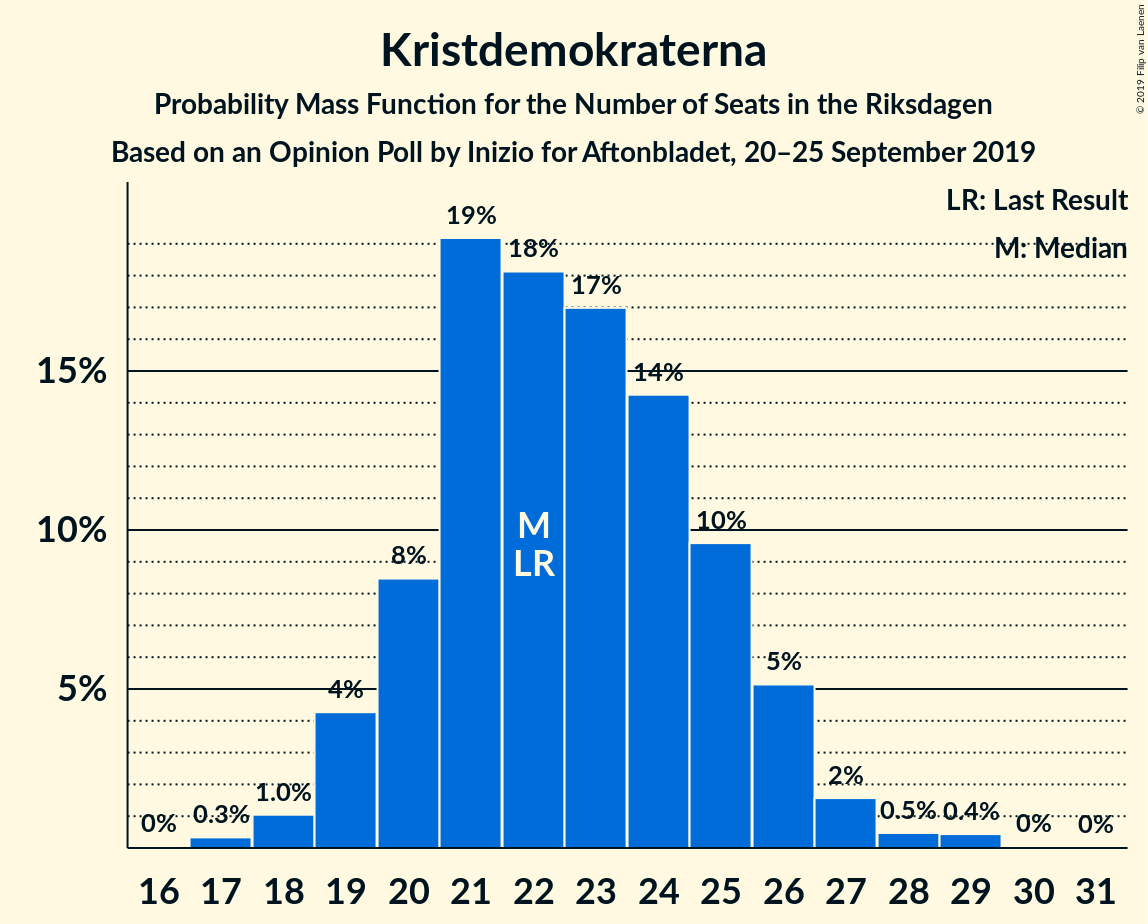 Kristdemokraterna
Probability Mass Function for the Number of Seats in the Riksdagen
Based on an Opinion Poll by Inizio for Aftonbladet, 20–25 September 2019
© 2019 Filip van Laenen
LR: Last Result
M: Median
19%
18%
17%
15%
14%
10%
10%
M
LR
8%
5%
5%
4%
2%
1.0%
0.3%
0.5%
0.4%
0%
0%
0%
16 17 18 19 20 21 22 23 24 25 26 27 28 29 30 31